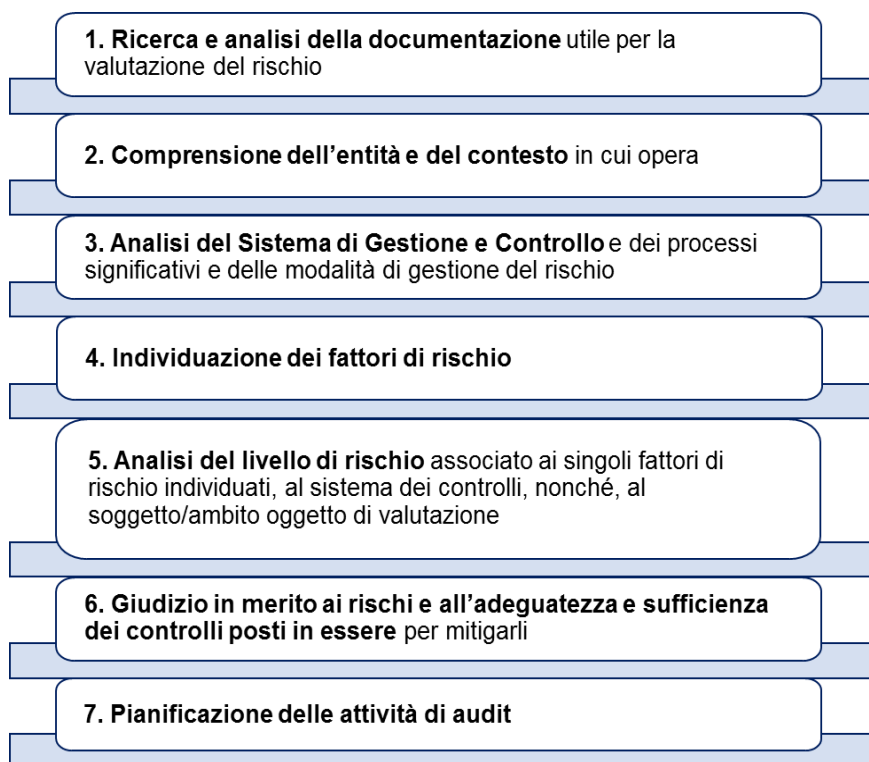 1. Ricerca e analisi della documentazione utile per la
valutazione del rischio
2. Comprensione dell’entità e del contesto in cui opera
3. Analisi del Sistema di Gestione e Controllo e dei processi
significativi e delle modalità di gestione del rischio
4. Individuazione dei fattori di rischio
5. Analisi del livello di rischio associato ai singoli fattori di
rischio individuati, al sistema dei controlli, nonché, al
soggetto/ambito oggetto di valutazione
6. Giudizio in merito ai rischi e all’adeguatezza e sufficienza
dei controlli posti in essere per mitigarli
7. Pianificazione delle attività di audit